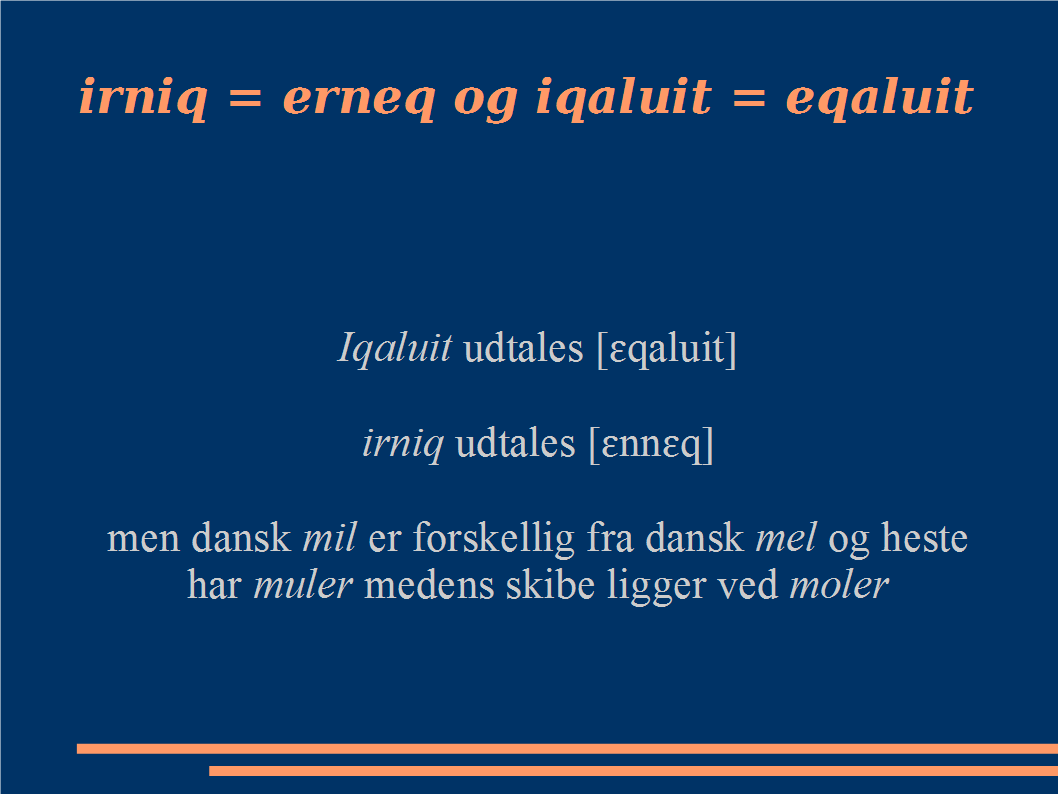 irniq = erneq og iqaluit = eqaluit
Iqaluit udtales [ɛqaluit]
irniq udtales [ɛnnɛq]
men dansk mil er forskellig fra dansk mel og heste
har muler medens skibe ligger ved moler